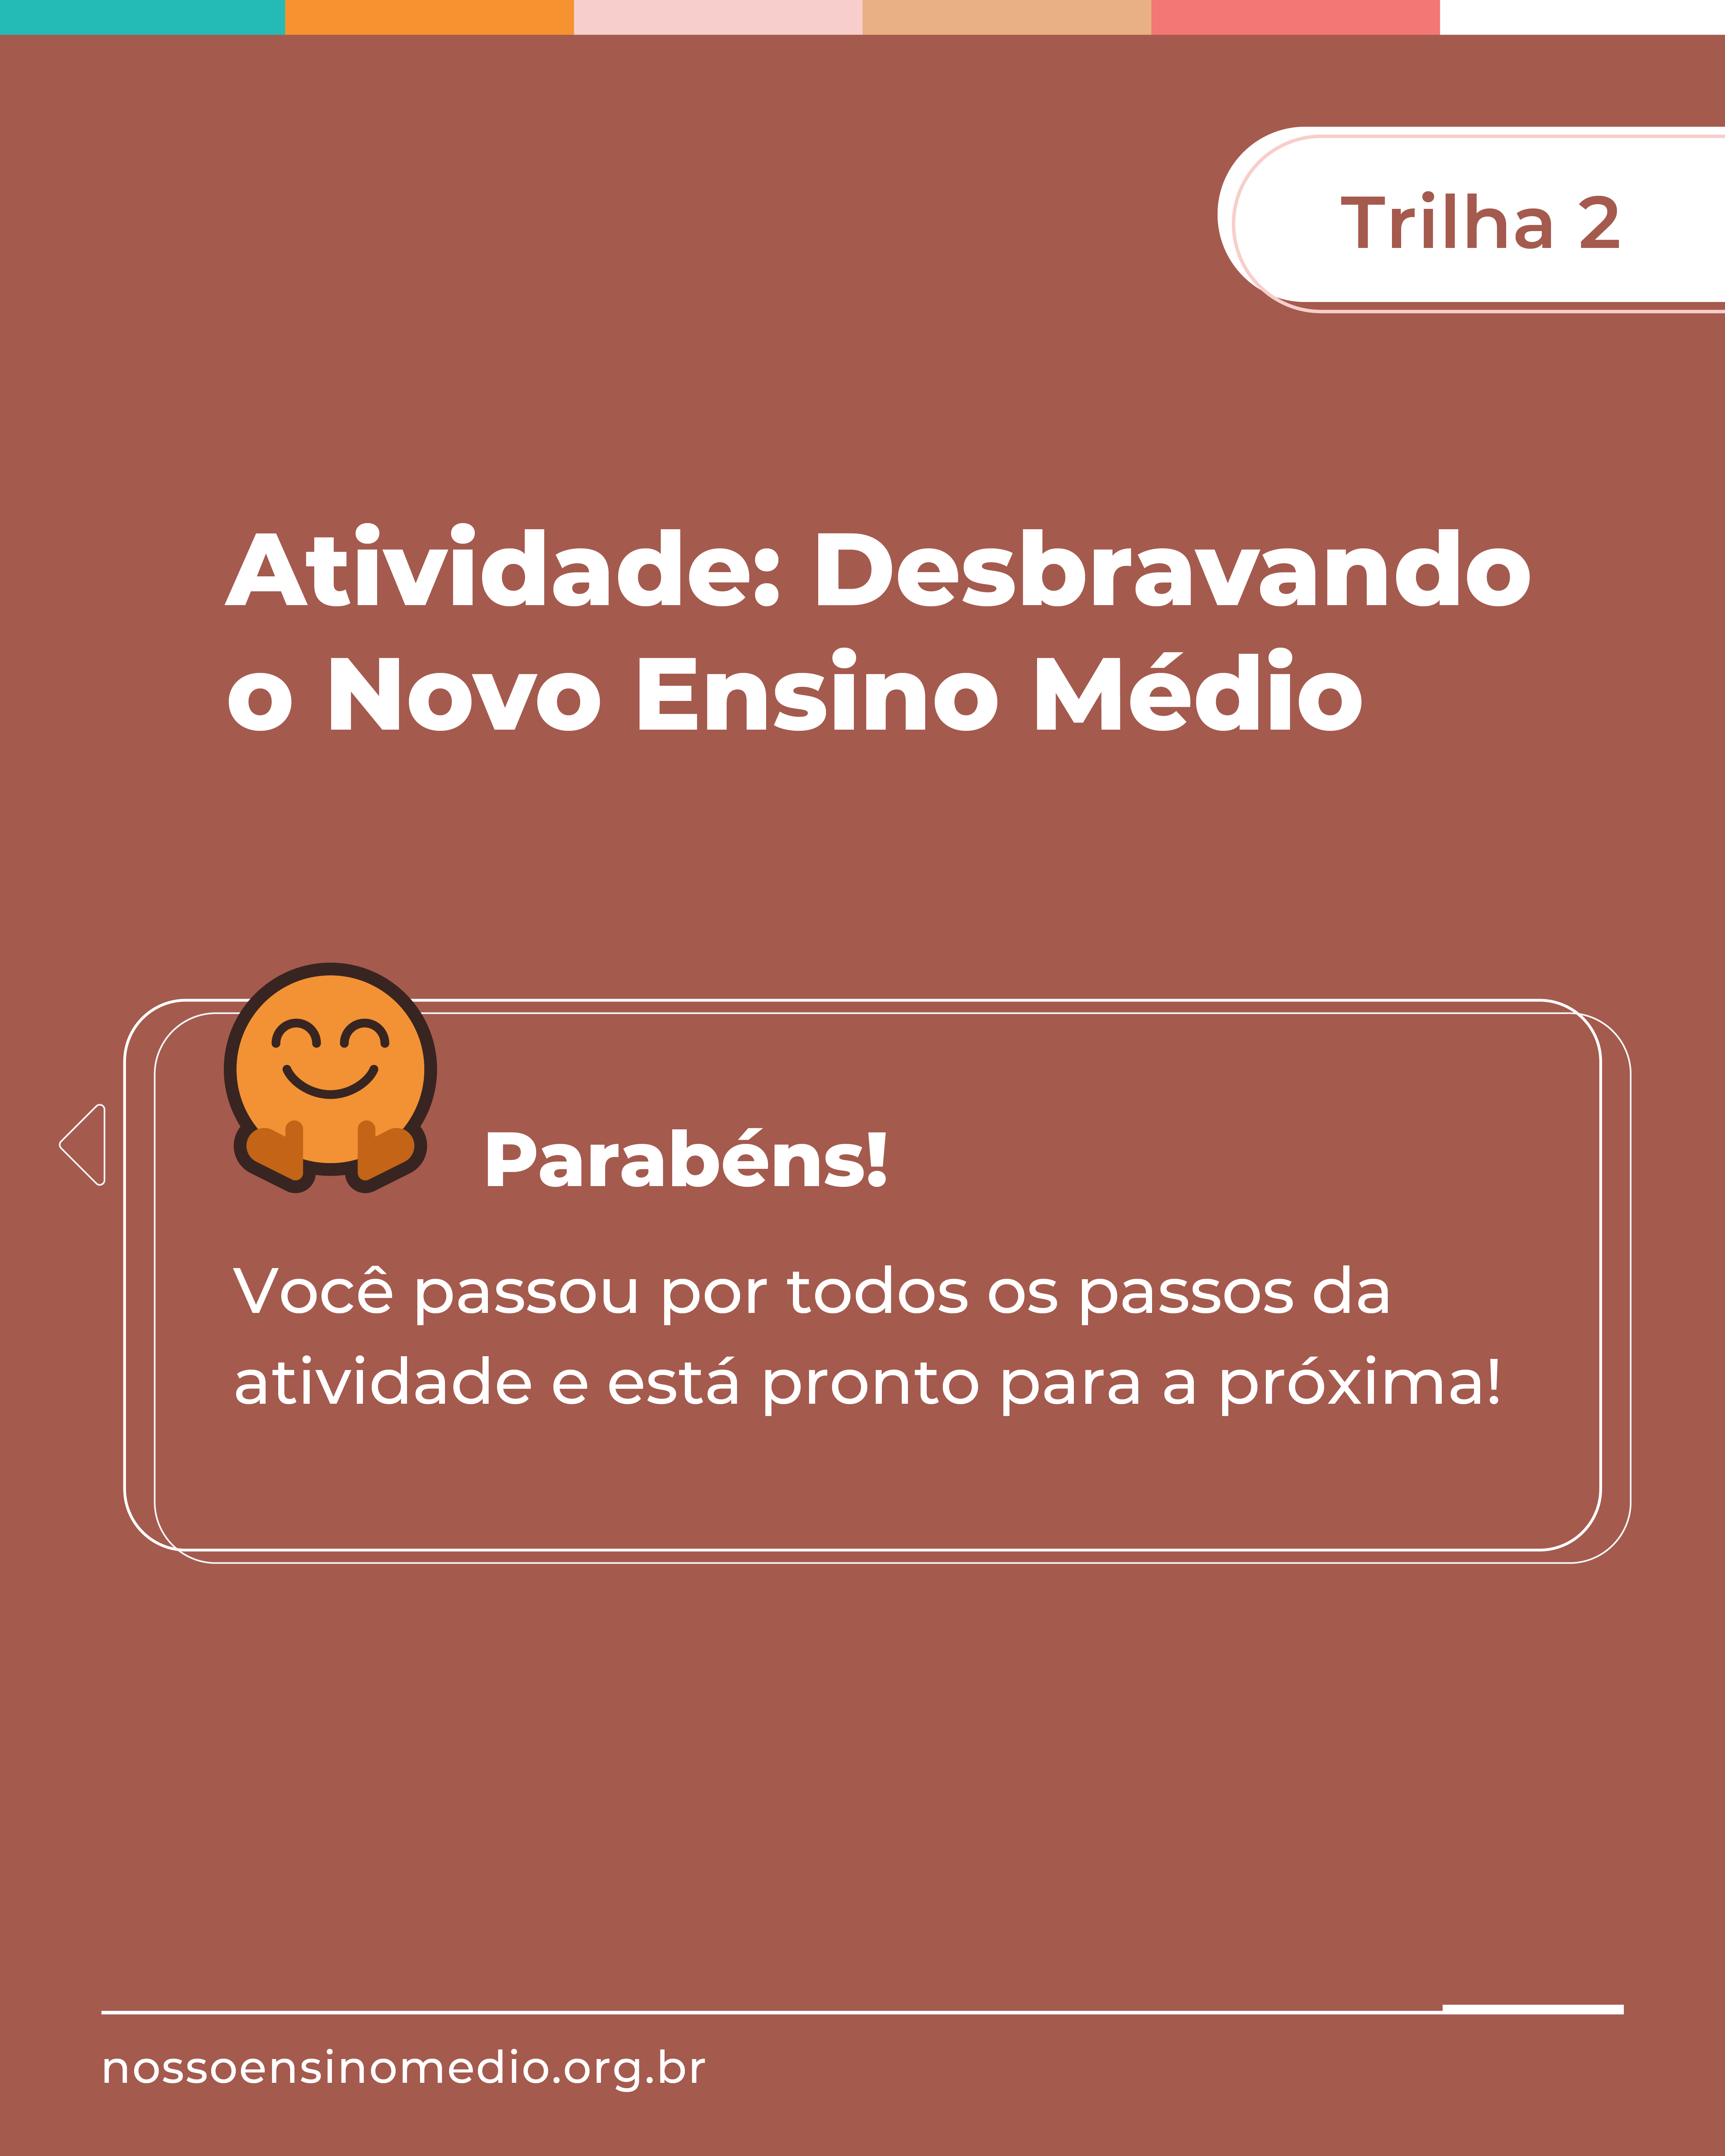 Trilha 2
Atividade: Desbravando
o Novo Ensino Médio
Parabéns!
Você passou por todos os passos da
atividade e está pronto para a próxima!
nossoensinomedio.org.br